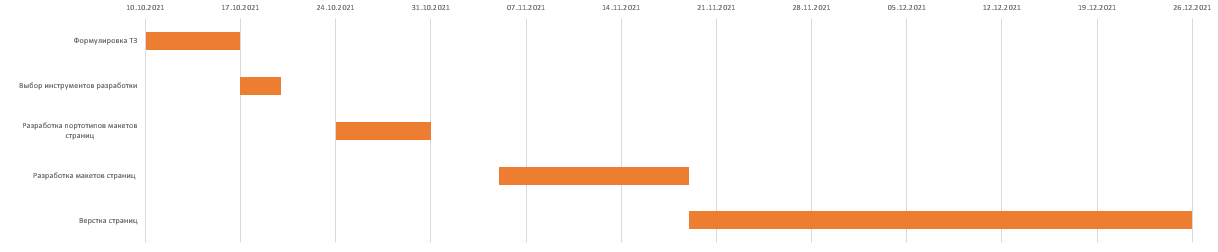 10.10.2021 17.10.2021 24.10.2021 31.10.2021 07.11.2021 14.11.2021 21.11.2021 28.11.2021 05.12.2021 12.12.2021 19.12.2021 26.12.2021
Формулировка ТЗ
Выбор инструментов разработки
Разработка портотипов макетов
страниц
Разработка макетов страниц
Верстка страниц